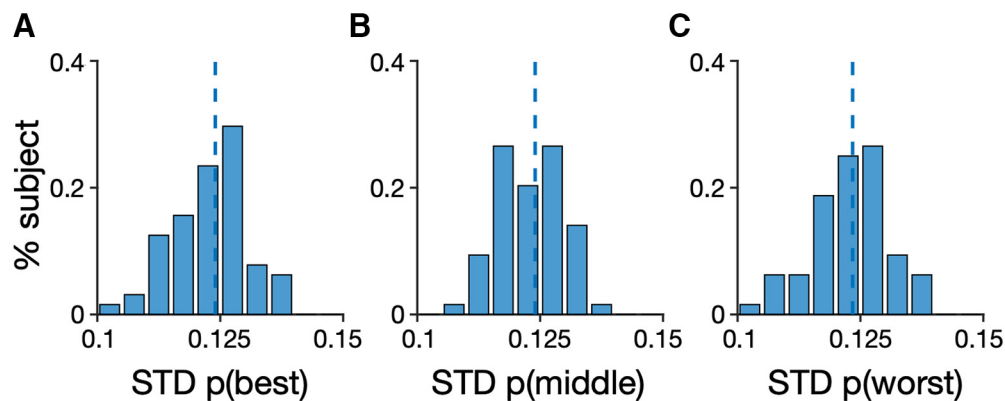 A B C
0.4 0.4 0.4
% subject
0.2 0.2 0.2
0 0 0
0.1 0.125 0.15 0.1 0.125 0.15 0.1 0.125 0.15
STD p(best) STD p(middle) STD p(worst)